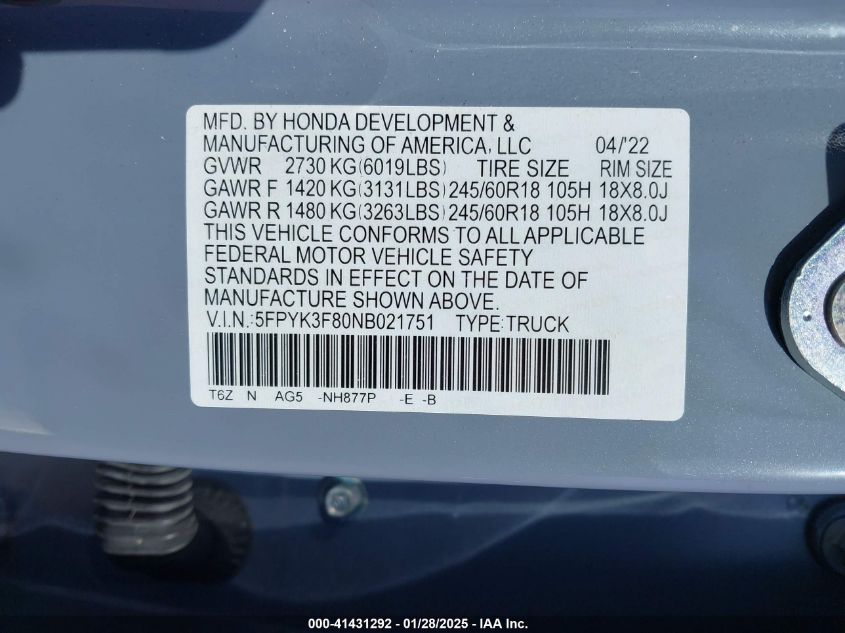 MFD. BY HONDA DEVELOPMENT &
MANUFACTURING OF AMERICA, LLC 04/'22
GVWR 2730 KG(6019LBS) TIRE SIZE RIM SIZE
GAWR F 1420 KG(3131LBS) 245/60R18 105H 18X8.0J
GAWR R 1480 KG(3263LBS) 245/60R18 105H 18X8.0J
THIS VEHICLE CONFORMS TO ALL APPLICABLE
FEDERAL MOTOR VEHICLE SAFETY
STANDARDS IN EFFECT ON THE DATE OF
MANUFACTURE SHOWN ABOVE.
V.I.N.:5FPYK3F80NB021751 TYPE:TRUCK
T6Z N AG5 -NH877P -E -B
000-41431292 - 01/28/2025 - IAA Inc.